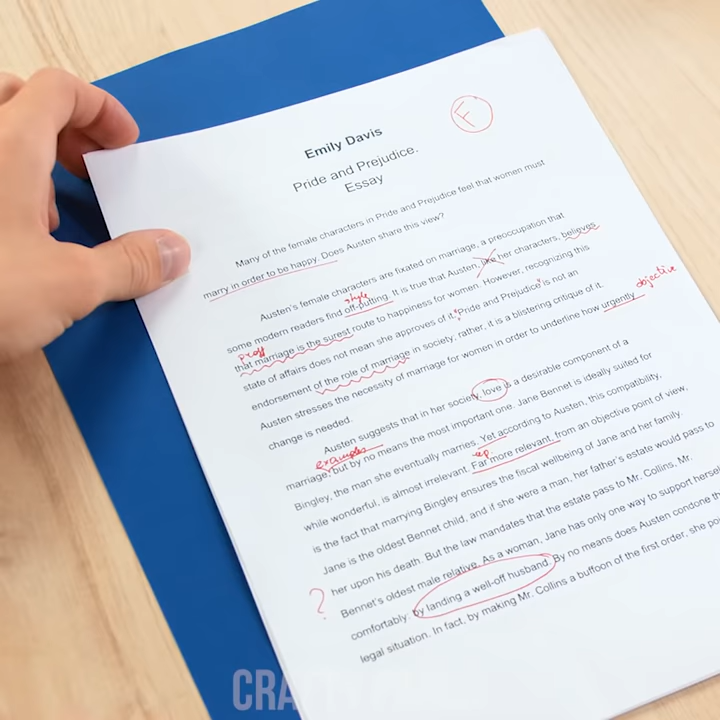 F
Emily Davis
Pride and Prejudice.
Essay
Many of the female characters in Pride and Prejudice feel that women must
marry in order to be happy. Does Austen share this view?
Austen's female characters are fixated on marriage, a preoccupation that
style
some modern readers find off-putting. It is true that Austen, like her characters, believes
proff
that marriage is the surest route to happiness for women. However, recognizing this
state of affairs does not mean she approves of it. "Pride and Prejudice" is not an
objective
endorsement of the role of marriage in society, rather, it is a blistering critique of it.
Austen stresses the necessity of marriage for women in order to underline how urgently
change is needed.
Austen suggests that in her society, love is a desirable component of a
examples
marriage, but by no means the most important one. Jane Bennet is ideally suited for
Bingley, the man she eventually marries. Yet according to Austen, this compatibility,
ep.
while wonderful, is almost irrelevant. Far more relevant, from an objective point of view,
is the fact that marrying Bingley ensures the fiscal wellbeing of Jane and her family.
Jane is the oldest Bennet child, and if she were a man, her father's estate would pass to
?
her upon his death. But the law mandates that the estate pass to Mr. Collins, Mr.
Bennet's oldest male relative. As a woman, Jane has only one way to support herself
comfortably: by landing a well-off husband. By no means does Austen condone the
legal situation. In fact, by making Mr. Collins a buffoon of the first order, she